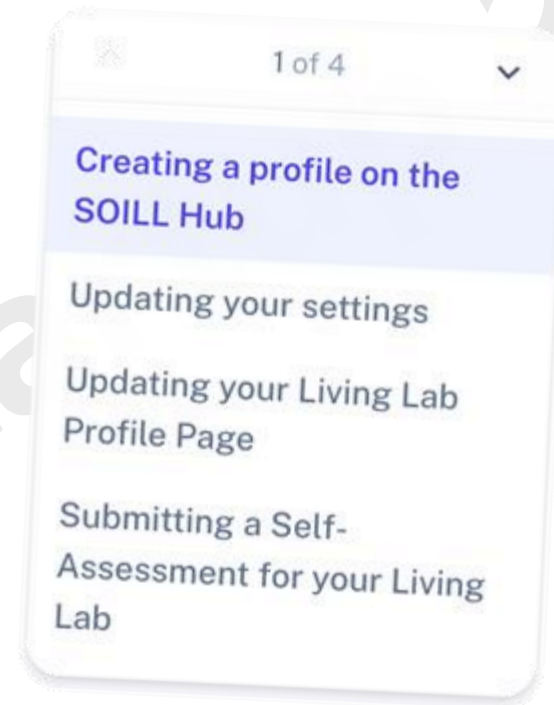 1 of 4
Creating a profile on the
SOILL Hub
Updating your settings
Updating your Living Lab
Profile Page
Submitting a Self-
Assessment for your Living
Lab